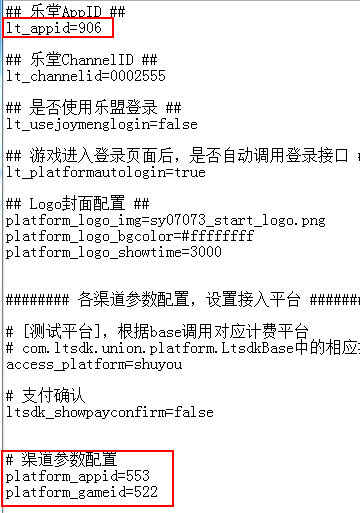 ## 乐堂AppID ##
lt_appid=906
## 乐堂ChannelID ##
lt_channelid=0002555
## 是否使用乐盟登录 ##
lt_usejoymenglogin=false
## 游戏进入登录页面后，是否自动调用登录接口 #
lt_platformautologin=true
## Logo封面配置 ##
platform_logo_img=sy07073_start_logo.png
platform_logo_bgcolor=#ffffffff
platform_logo_showtime=3000
######## 各渠道参数配置，设置接入平台 #######
# [测试平台]，根据base调用对应计费平台
# com.ltsdk.union.platform.LtsdkBase中的相应
access_platform=shuyou
# 支付确认
ltsdk_showpayconfirm=false
# 渠道参数配置
platform_appid=553
platform_gameid=522